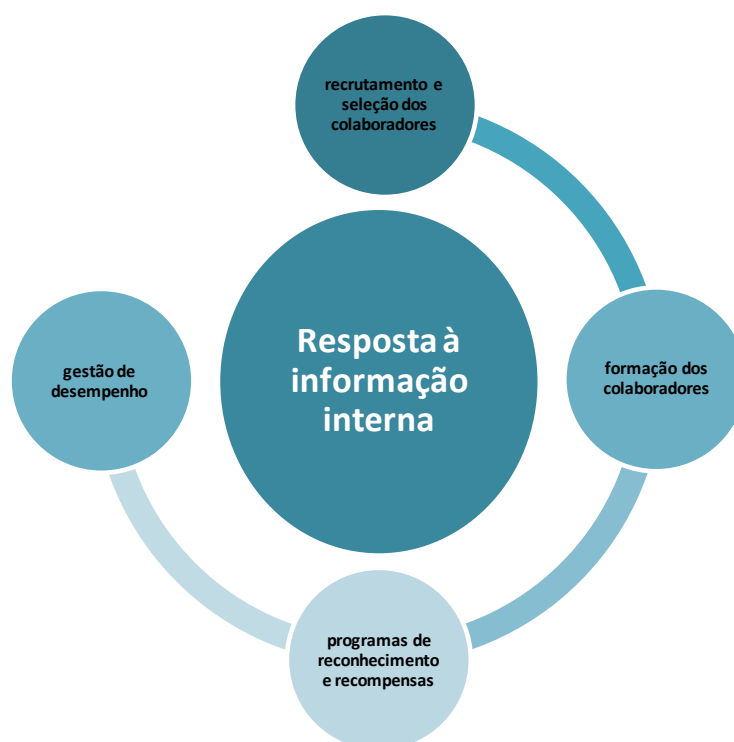 recrutamento e
seleção dos
colaboradores
Resposta à
informação
interna
gestão de
desempenho
formação dos
colaboradores
programas de
reconhecimento
e recompensas